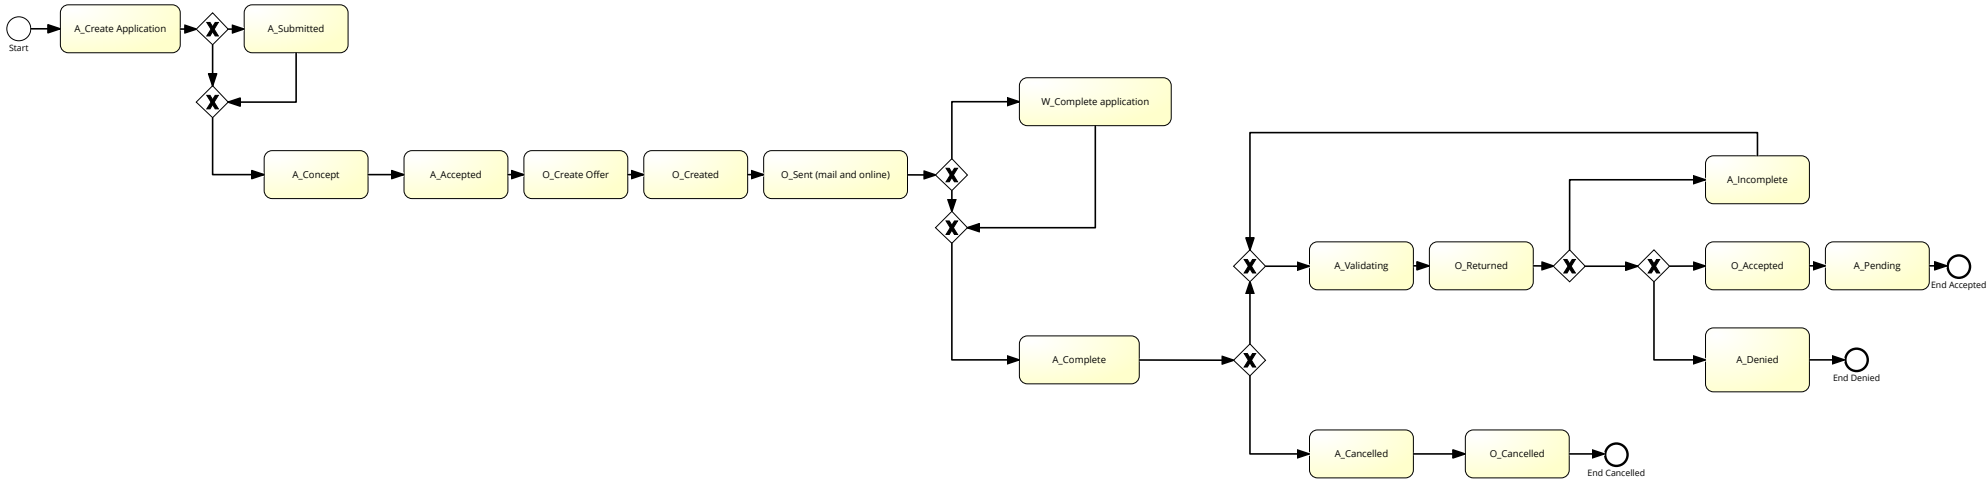 Start
A_Create Application
A_Submitted
A_Concept
A_Accepted
O_Create Offer
O_Created
O_Sent (mail and online)
W_Complete application
A_Complete
A_Validating
O_Returned
A_Incomplete
O_Accepted
A_Pending
End Accepted
A_Denied
End Denied
A_Cancelled
O_Cancelled
End Cancelled